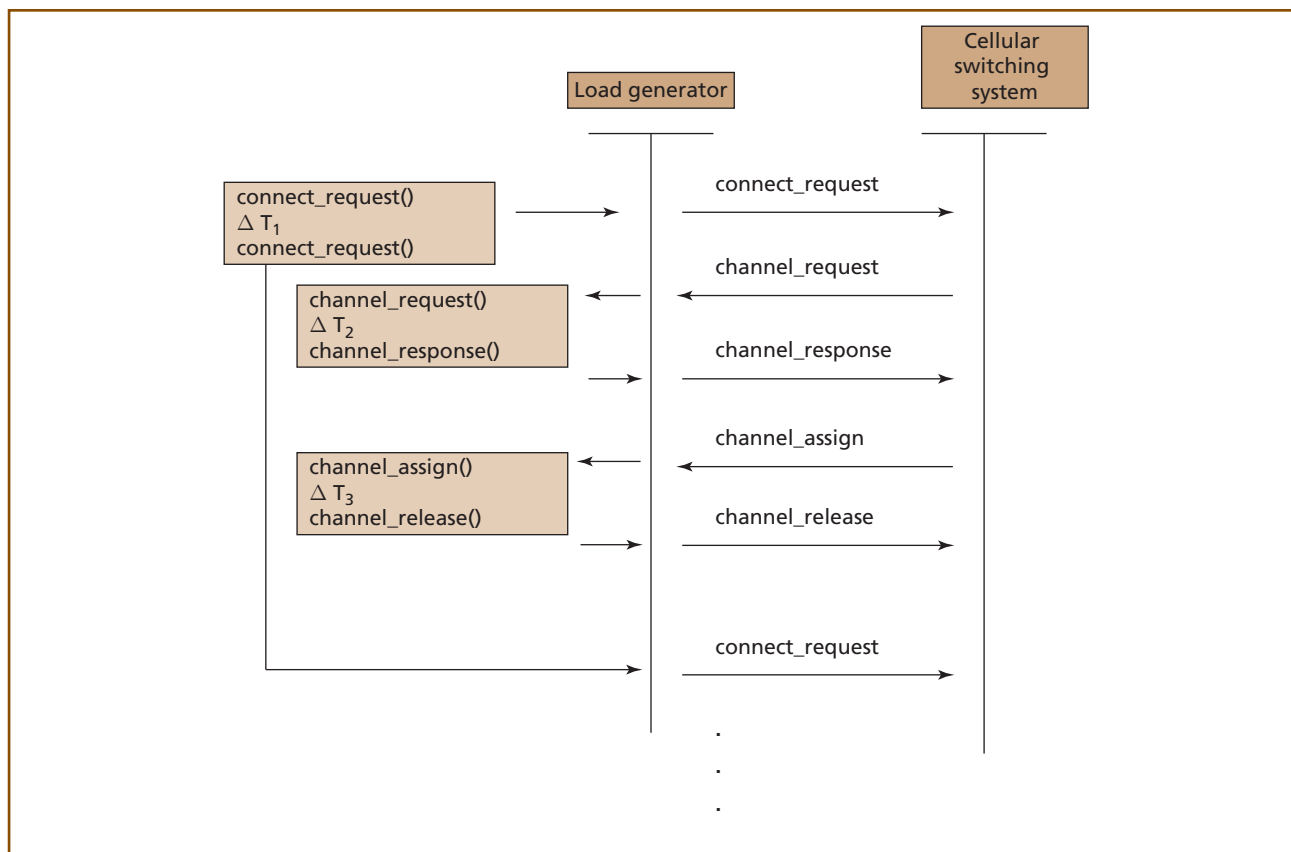 Cellular
switching
system
Load generator
connect_request()
Δ T₁
connect_request()
connect_request
channel_request
channel_request()
Δ T₂
channel_response()
channel_response
channel_assign
channel_assign()
Δ T₃
channel_release()
channel_release
connect_request
.
.
.